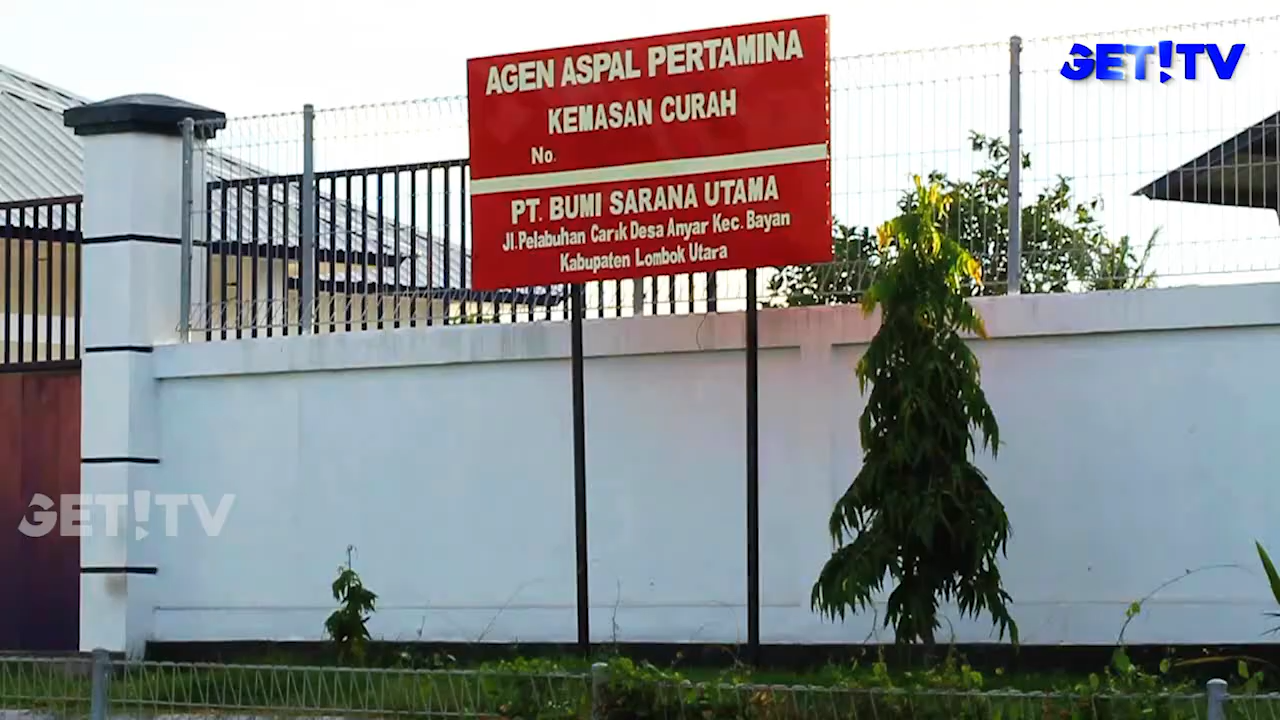 GET!TV
AGEN ASPAL PERTAMINA
KEMASAN CURAH
No.
PT. BUMI SARANA UTAMA
Jl. Pelabuhan Carik Desa Anyar Kec. Bayan
Kabupaten Lombok Utara
GET!TV